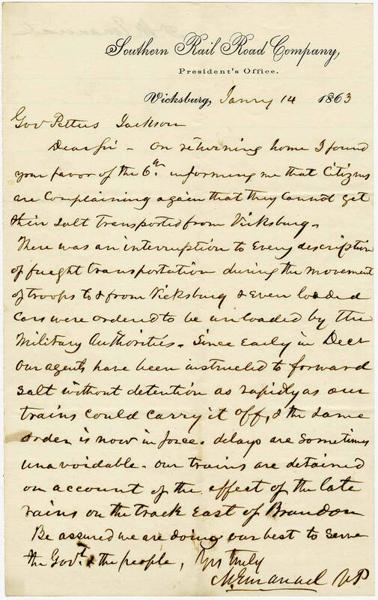 Southern Rail Road Company,
President's Office.
Vicksburg, Jany 14 1863
Gov Pettus Jackson
Dear Sir - On returning home I found
your favor of the 6th informing me that Citizens
are Complaining again that they Cannot get
their Salt transported from Vicksburg.
There was an interruption to Every description
of freight transportation during the movement
of troops to & from Vicksburg & Even loaded
Cars were ordered to be unloaded by the
Military Authorities. Since Early in Decr
our agents have been instructed to forward
Salt without detention as rapidly as our
trains could carry it off, & the same
order is now in force. delays are sometimes
unavoidable - our trains are detained
on account of the effect of the late
rains on the track East of Brandon
Be assured we are doing our best to serve
the Govt. & the people, Yrs truly
M Emanuel VP